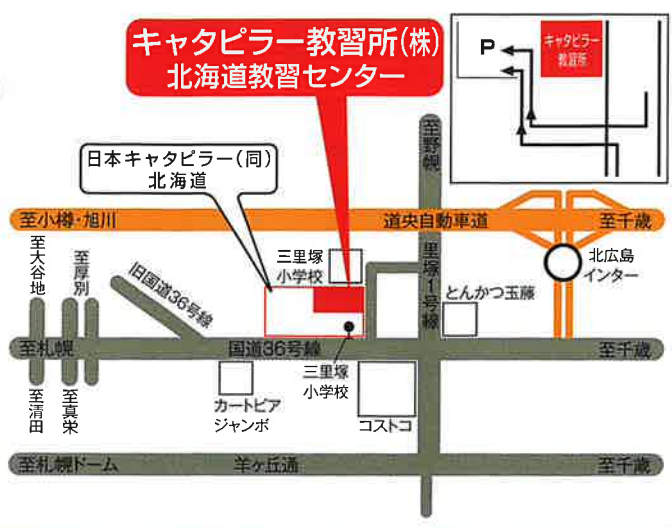 キャタピラー教習所(株)
北海道教習センター
P
キャタピラー
教習所
日本キャタピラー(同)
北海道
至野幌
至小樽・旭川
道央自動車道
至千歳
至大谷地
至厚別
旧国道36号線
三里塚
小学校
里塚1号線
とんかつ玉藤
北広島
インター
至札幌
国道36号線
至千歳
至清田
至真栄
カートピア
ジャンボ
三里塚
小学校
コストコ
至札幌ドーム
羊ヶ丘通
至千歳